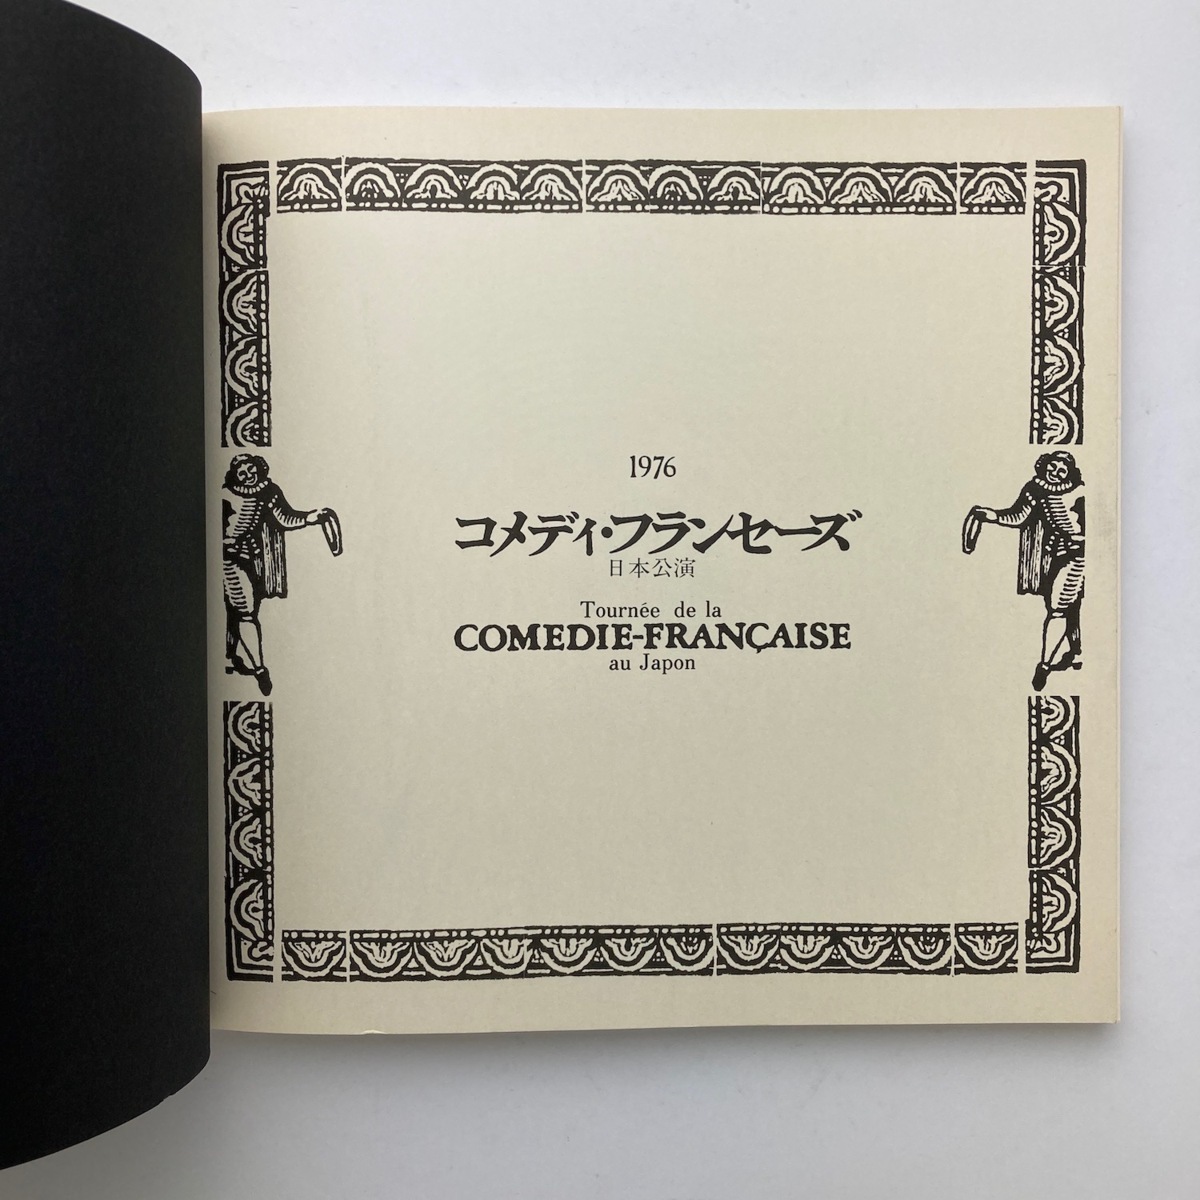 1976
コメディ・フランセーズ
日本公演
Tournée de la
COMEDIE-FRANÇAISE
au Japon